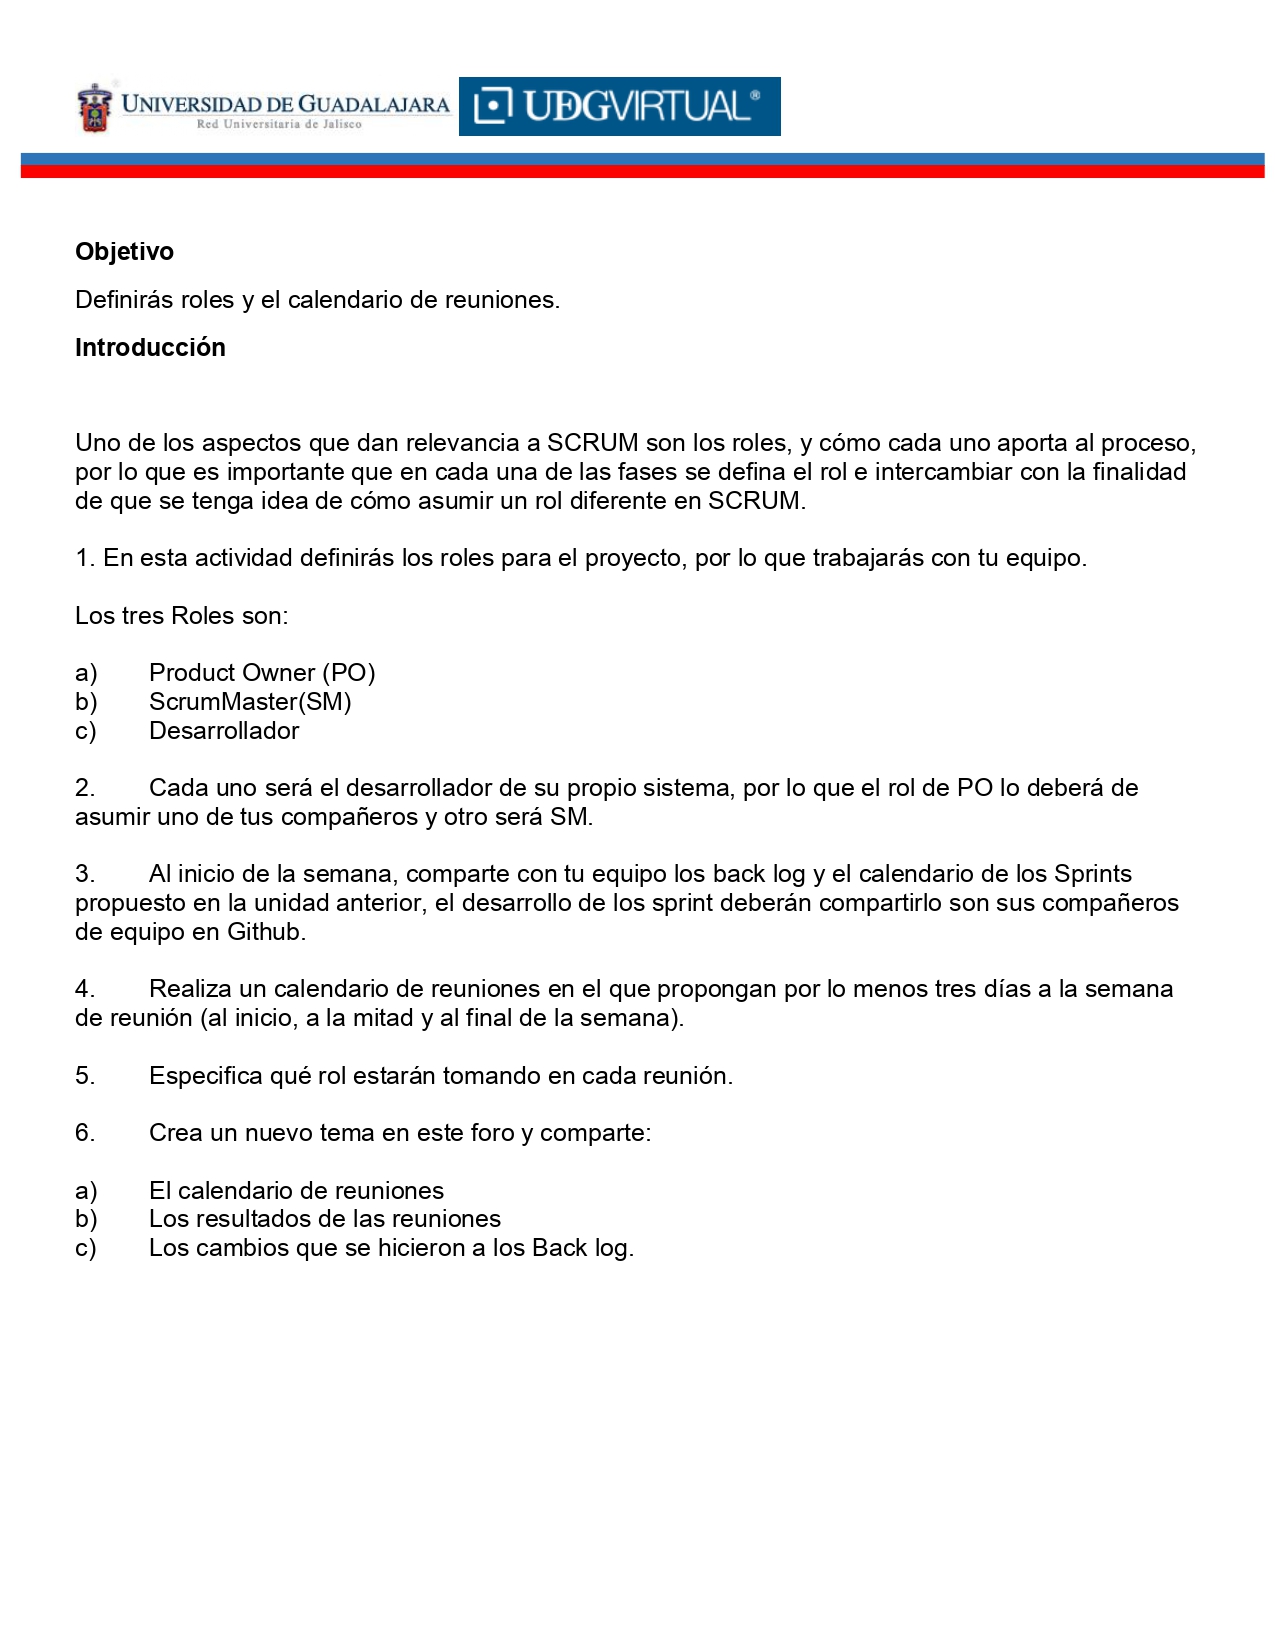 UNIVERSIDAD DE GUADALAJARA
Red Universitaria de Jalisco
UDGVIRTUAL®
Objetivo
Definirás roles y el calendario de reuniones.
Introducción
Uno de los aspectos que dan relevancia a SCRUM son los roles, y cómo cada uno aporta al proceso,
por lo que es importante que en cada una de las fases se defina el rol e intercambiar con la finalidad
de que se tenga idea de cómo asumir un rol diferente en SCRUM.
1. En esta actividad definirás los roles para el proyecto, por lo que trabajarás con tu equipo.
Los tres Roles son:
a) Product Owner (PO)
b) ScrumMaster(SM)
c) Desarrollador
2. Cada uno será el desarrollador de su propio sistema, por lo que el rol de PO lo deberá de
asumir uno de tus compañeros y otro será SM.
3. Al inicio de la semana, comparte con tu equipo los back log y el calendario de los Sprints
propuesto en la unidad anterior, el desarrollo de los sprint deberán compartirlo son sus compañeros
de equipo en Github.
4. Realiza un calendario de reuniones en el que propongan por lo menos tres días a la semana
de reunión (al inicio, a la mitad y al final de la semana).
5. Especifica qué rol estarán tomando en cada reunión.
6. Crea un nuevo tema en este foro y comparte:
a) El calendario de reuniones
b) Los resultados de las reuniones
c) Los cambios que se hicieron a los Back log.